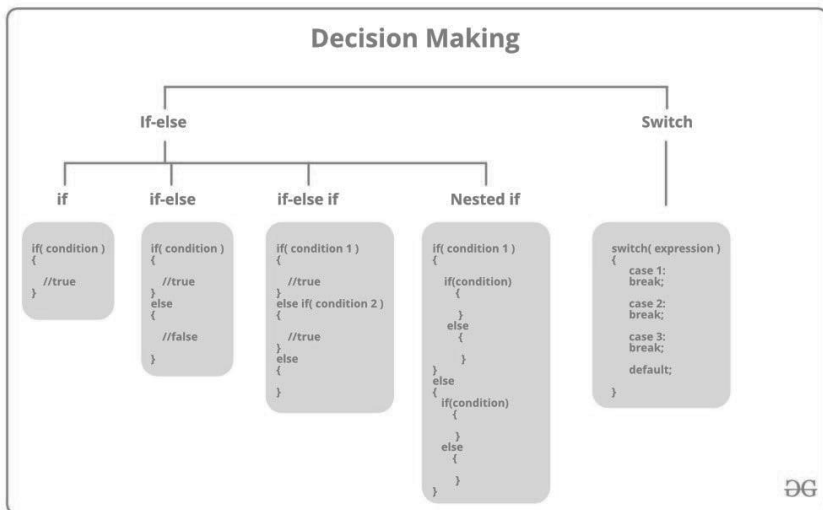 Decision Making
If-else
Switch
if
if-else
if-else if
Nested if
if( condition )
{
//true
}
if( condition )
{
//true
}
else
{
//false
}
if( condition 1 )
{
//true
}
else if( condition 2 )
{
//true
}
else
{
}
if( condition 1 )
{
if(condition)
{
}
else
{
}
}
else
{
if(condition)
{
}
else
{
}
}
switch( expression )
{
case 1:
break;
case 2:
break;
case 3:
break;
default;
}